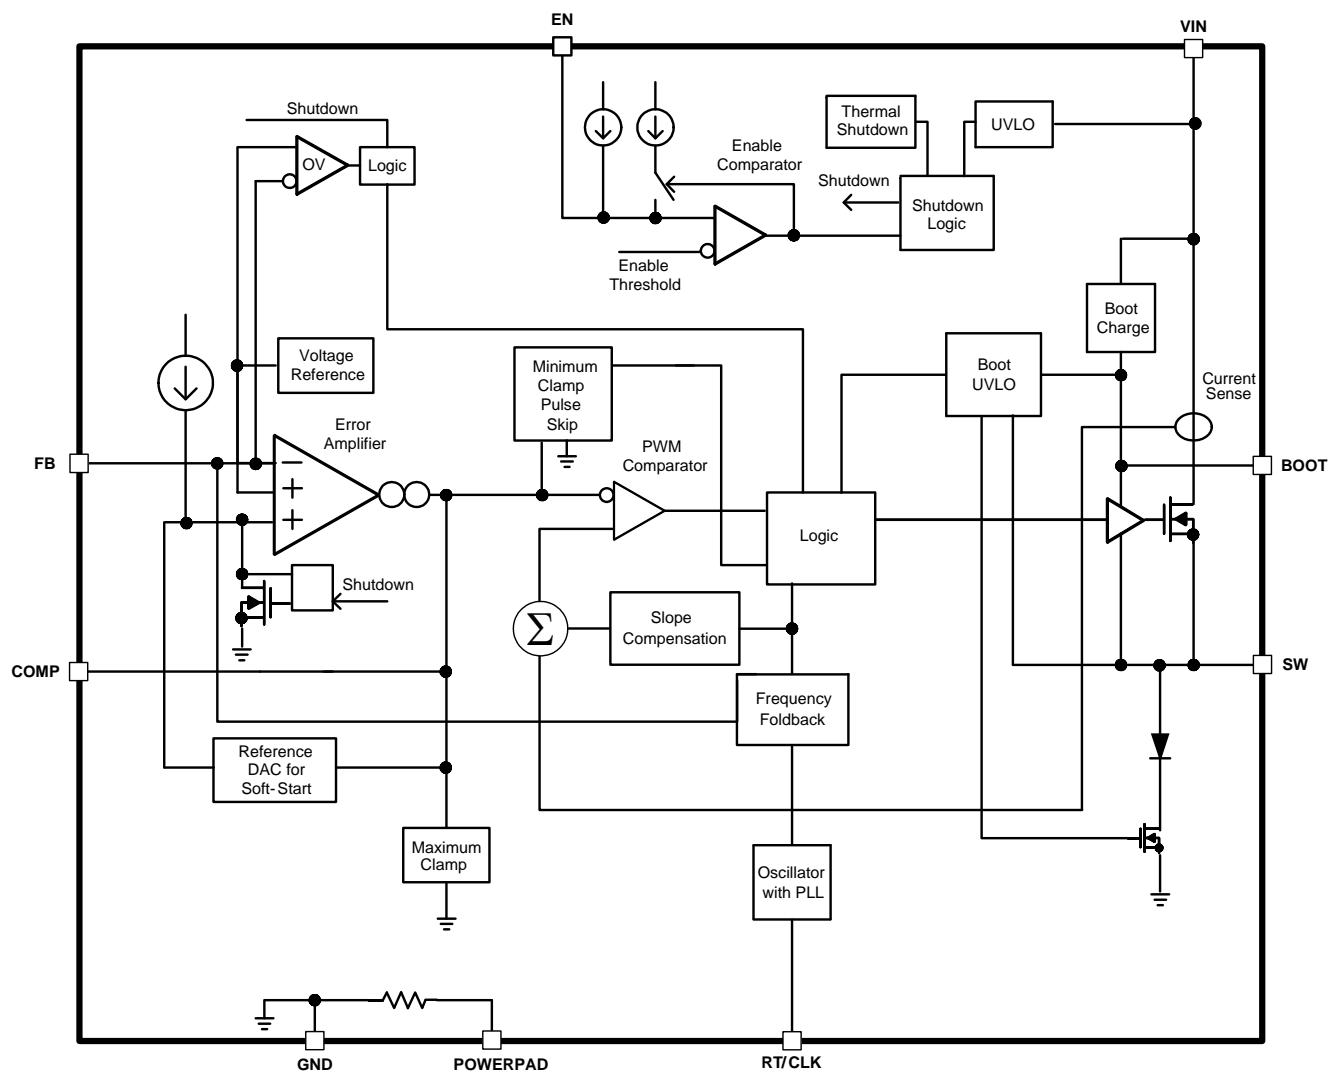 EN
VIN
Shutdown
OV
Logic
Enable
Comparator
Thermal
Shutdown
UVLO
Shutdown
Shutdown
Logic
Enable
Threshold
Boot
Charge
Voltage
Reference
Minimum
Clamp
Pulse
Skip
Boot
UVLO
Current
Sense
Error
Amplifier
FB
−
+
+
PWM
Comparator
BOOT
Logic
Shutdown
Σ
Slope
Compensation
COMP
SW
Frequency
Foldback
Reference
DAC for
Soft-Start
Maximum
Clamp
Oscillator
with PLL
GND
POWERPAD
RT/CLK